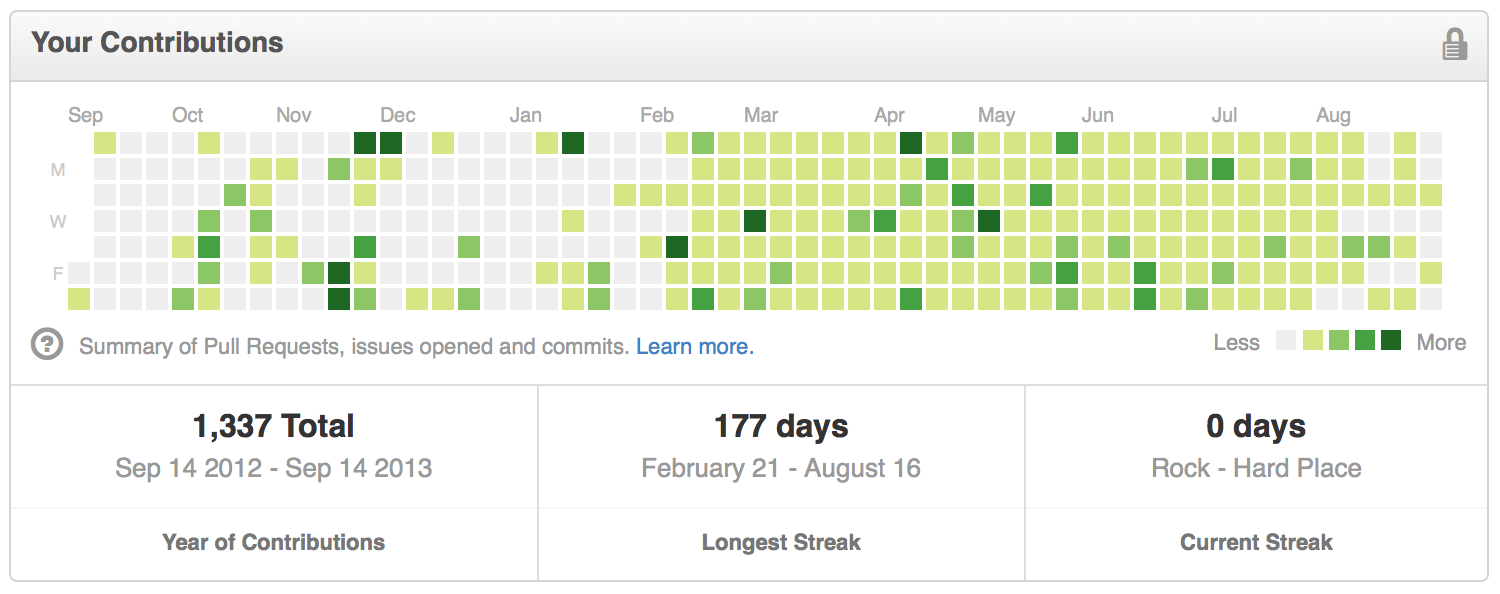 Your Contributions
Sep Oct Nov Dec Jan Feb Mar Apr May Jun Jul Aug
M
W
F
Summary of Pull Requests, issues opened and commits. Learn more.
Less More
1,337 Total
Sep 14 2012 - Sep 14 2013
Year of Contributions
177 days
February 21 - August 16
Longest Streak
0 days
Rock - Hard Place
Current Streak